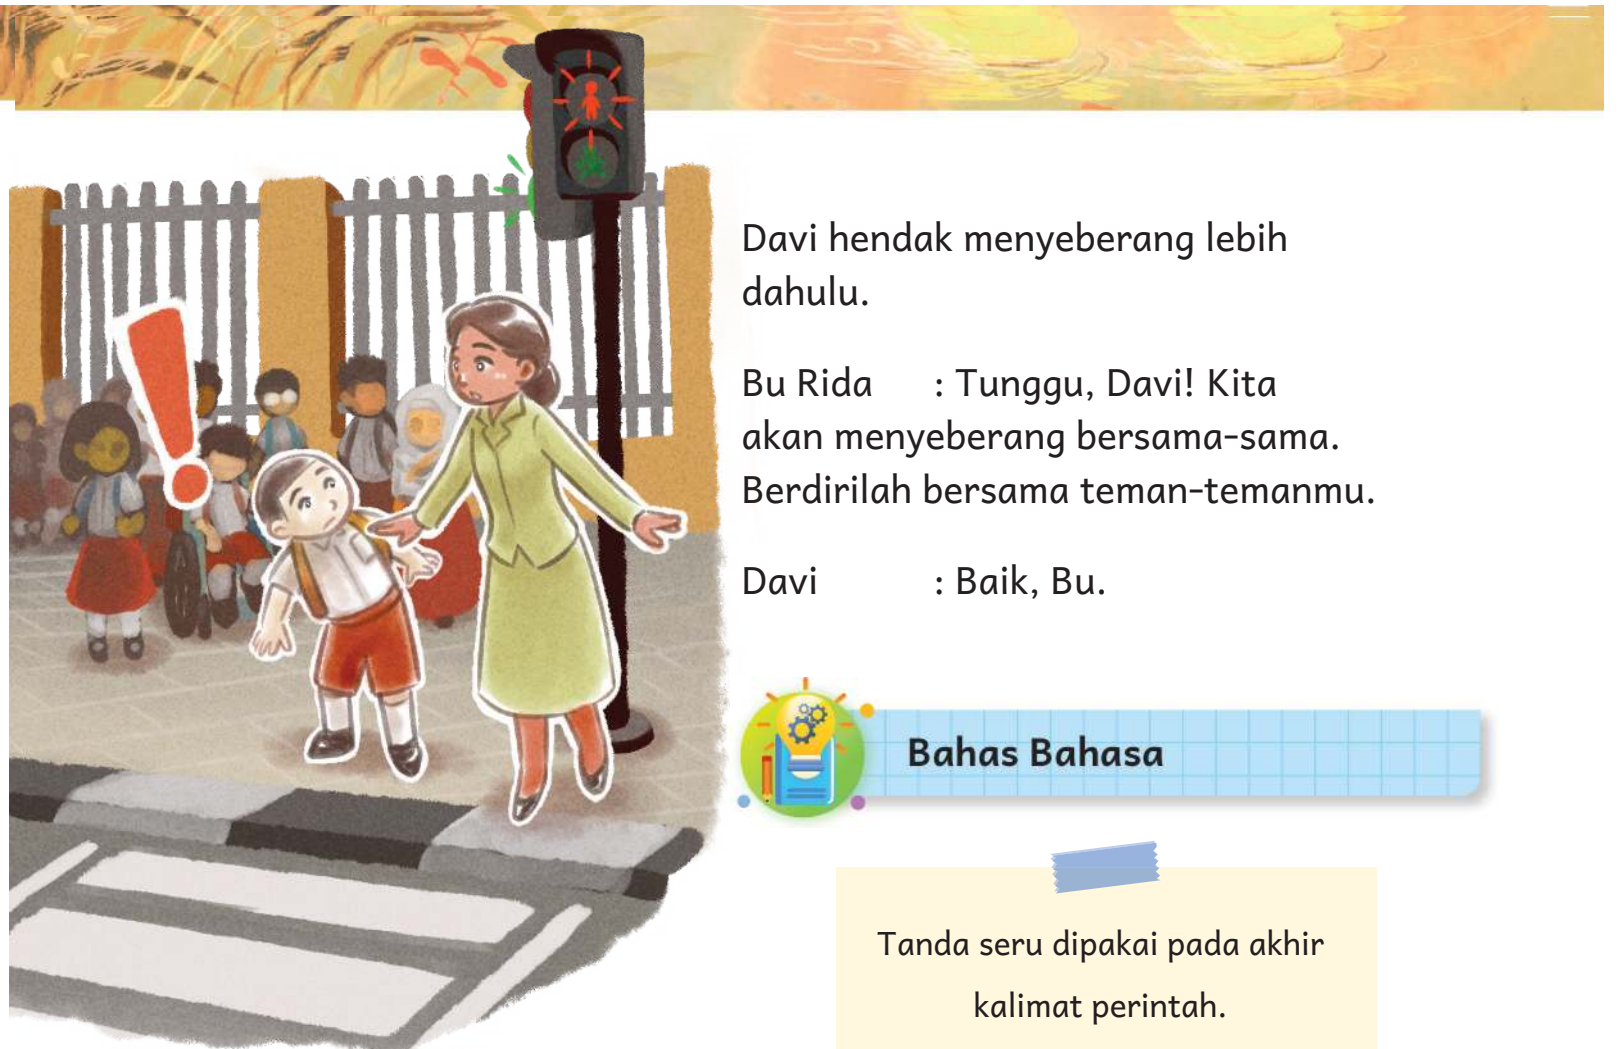 Davi hendak menyeberang lebih
dahulu.
Bu Rida : Tunggu, Davi! Kita
akan menyeberang bersama-sama.
Berdirilah bersama teman-temanmu.
Davi : Baik, Bu.
Bahas Bahasa
Tanda seru dipakai pada akhir
kalimat perintah.